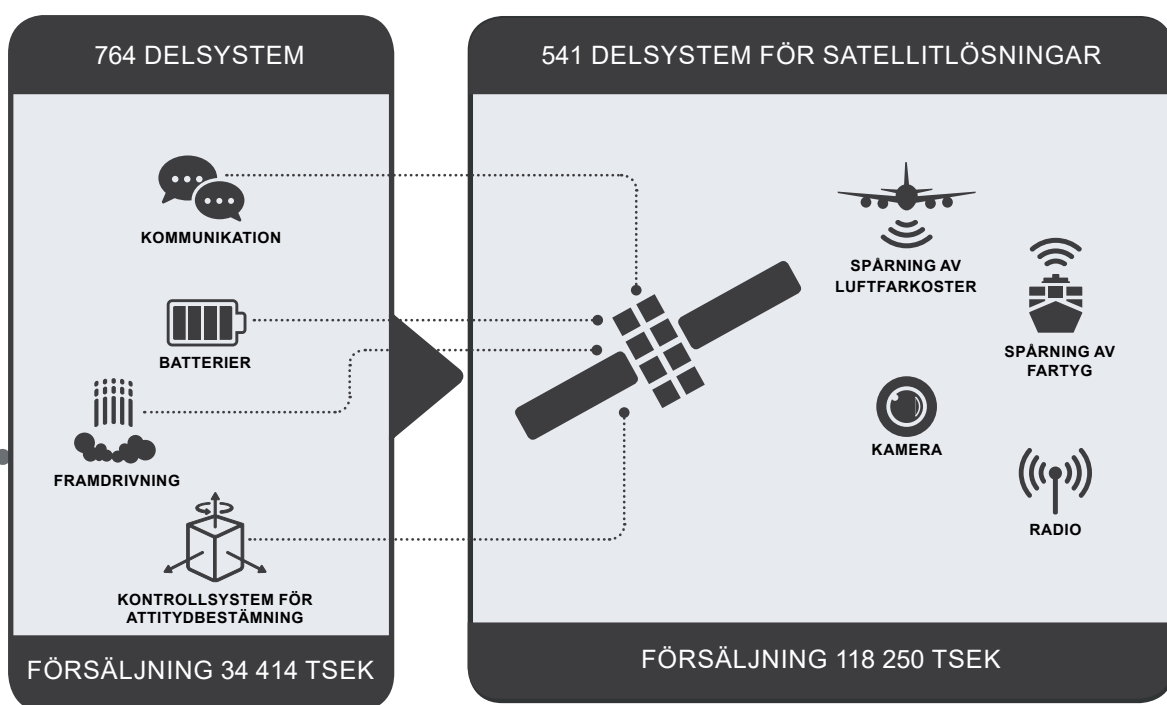 764 DELSYSTEM
KOMMUNIKATION
BATTERIER
FRAMDRIVNING
KONTROLLSYSTEM FÖR
ATTITYDBESTÄMNING
FÖRSÄLJNING 34 414 TSEK
541 DELSYSTEM FÖR SATELLITLÖSNINGAR
SPÅRNING AV
LUFTFARKOSTER
SPÅRNING AV
FARTYG
KAMERA
RADIO
FÖRSÄLJNING 118 250 TSEK